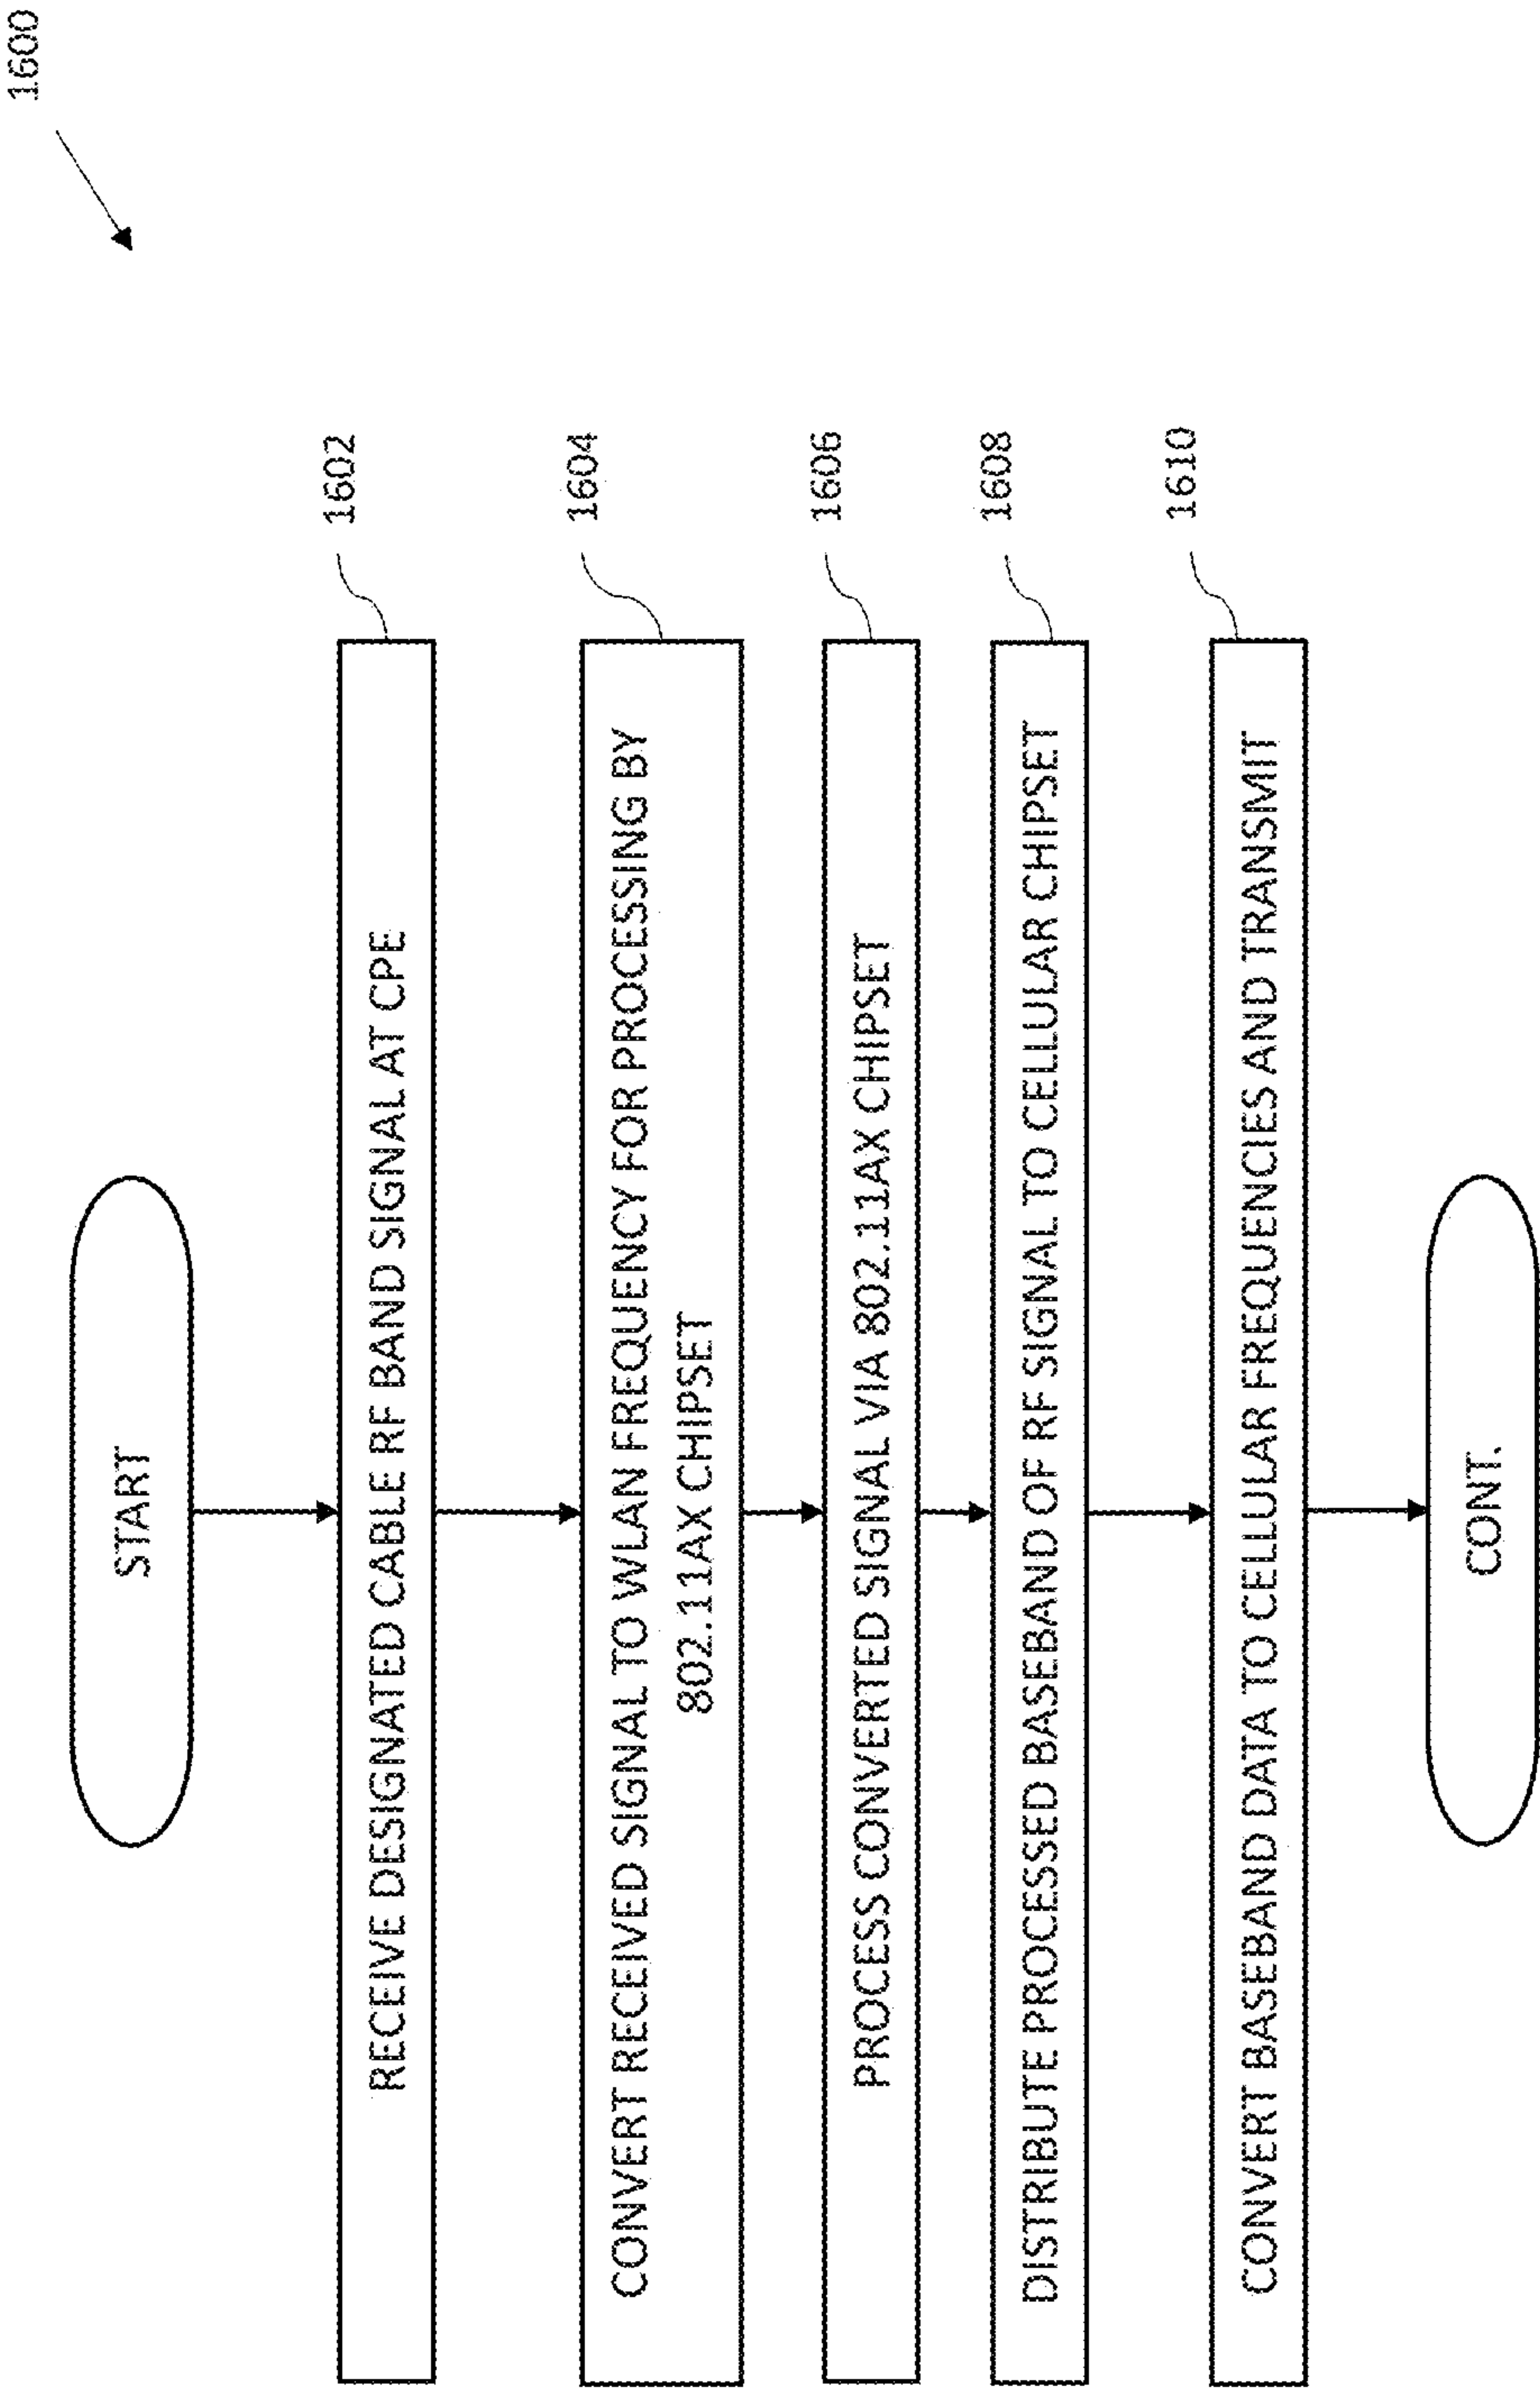 1600
START
RECEIVE DESIGNATED CABLE RF BAND SIGNAL AT CPE
1602
CONVERT RECEIVED SIGNAL TO WLAN FREQUENCY FOR PROCESSING BY
802.11AX CHIPSET
1604
PROCESS CONVERTED SIGNAL VIA 802.11AX CHIPSET
1606
DISTRIBUTE PROCESSED BASEBAND OF RF SIGNAL TO CELLULAR CHIPSET
1608
CONVERT BASEBAND DATA TO CELLULAR FREQUENCIES AND TRANSMIT
1610
CONT.